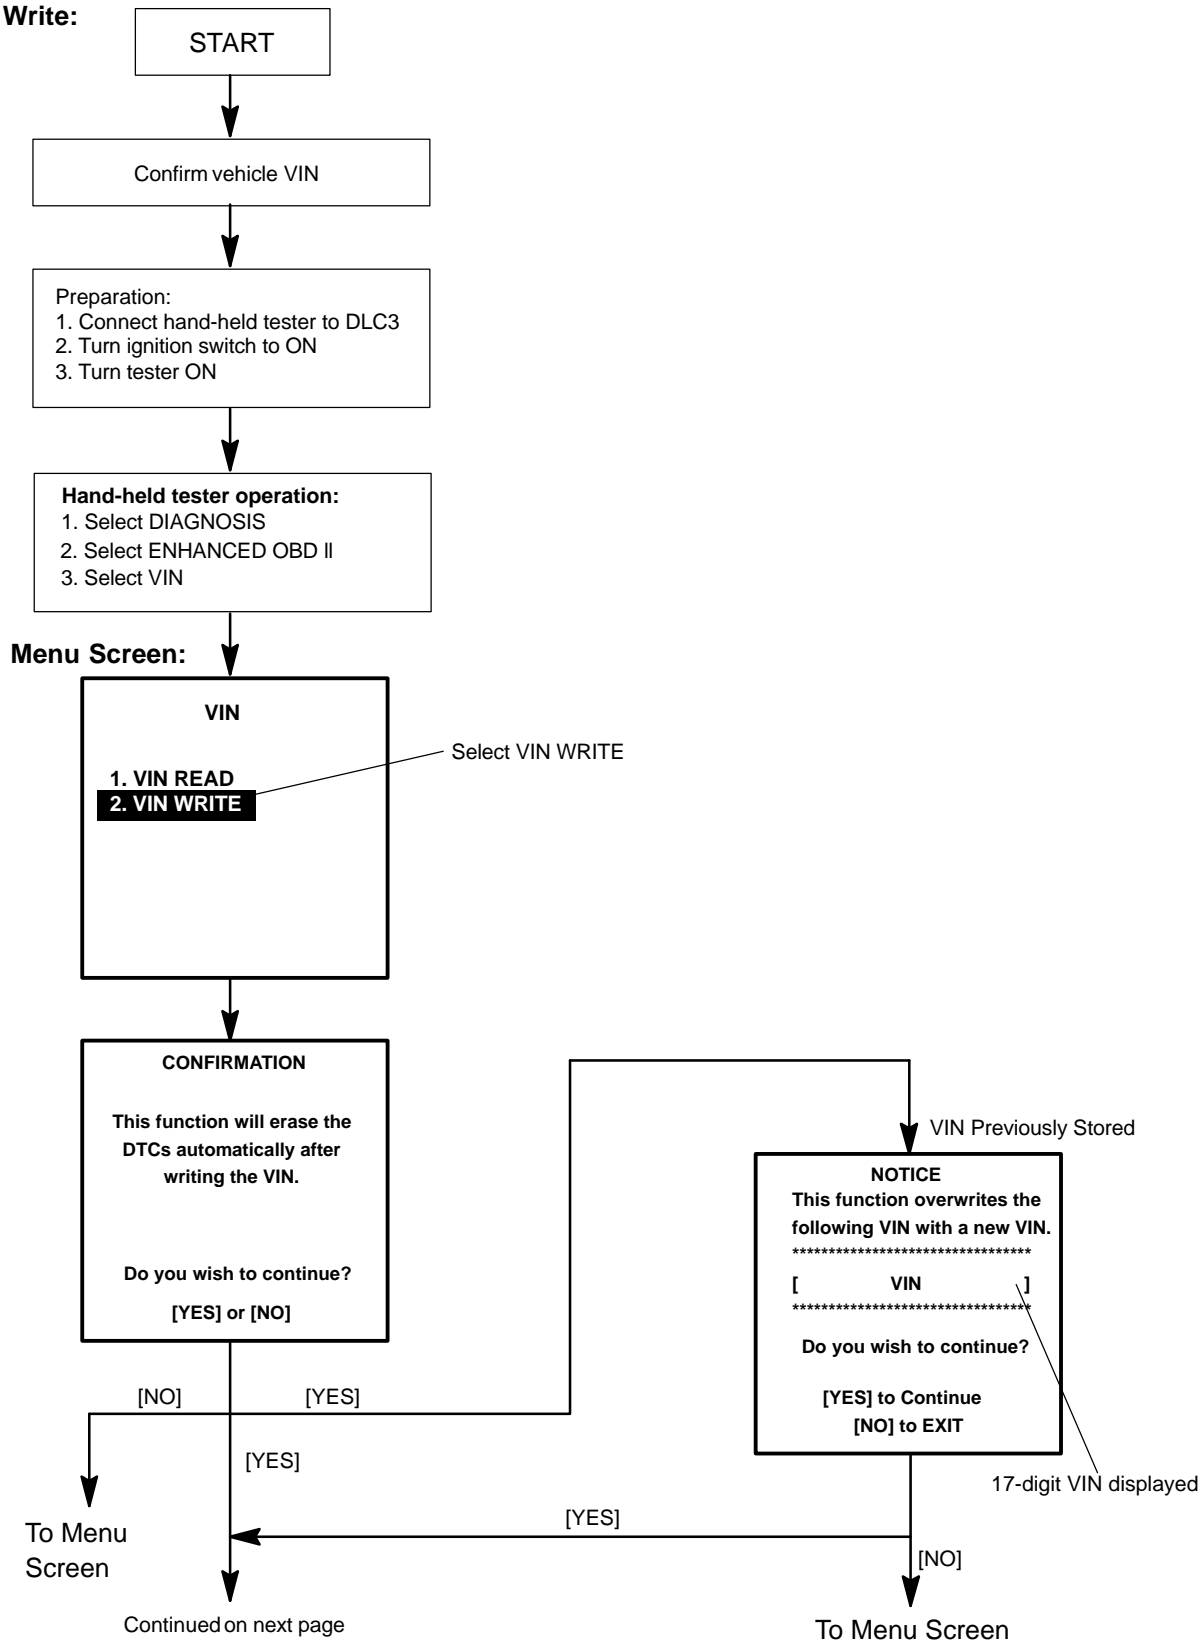 Write:
START
Confirm vehicle VIN
Preparation:
1. Connect hand-held tester to DLC3
2. Turn ignition switch to ON
3. Turn tester ON
Hand-held tester operation:
1. Select DIAGNOSIS
2. Select ENHANCED OBD II
3. Select VIN
Menu Screen:
VIN
1. VIN READ
2. VIN WRITE
Select VIN WRITE
CONFIRMATION
This function will erase the
DTCs automatically after
writing the VIN.
Do you wish to continue?
[YES] or [NO]
VIN Previously Stored
NOTICE
This function overwrites the
following VIN with a new VIN.
*********************************
[ VIN ]
*********************************
Do you wish to continue?
[YES] to Continue
[NO] to EXIT
17-digit VIN displayed
[NO]
[YES]
[YES]
[YES]
[NO]
To Menu
Screen
Continued on next page
To Menu Screen